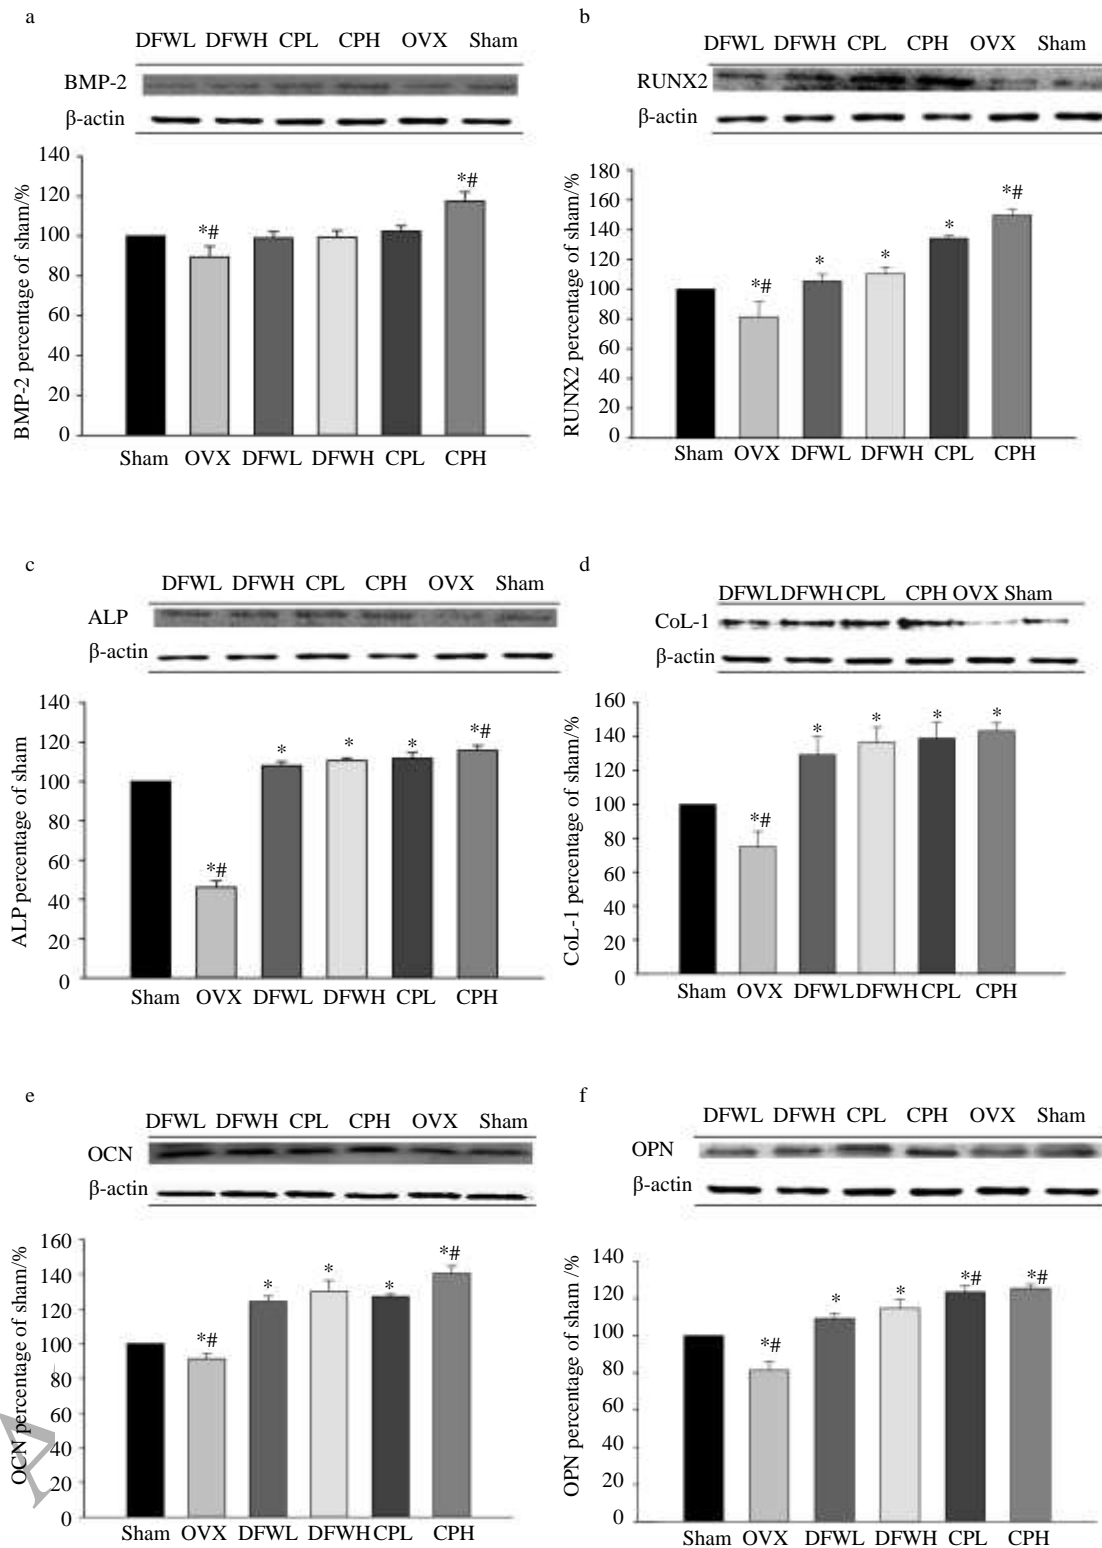 a
DFWL DFWH CPL CPH OVX Sham
BMP-2
β-actin
BMP-2 percentage of sham/%
140
120
100
80
60
40
20
0
*#
*#
Sham OVX DFWL DFWH CPL CPH
b
DFWL DFWH CPL CPH OVX Sham
RUNX2
β-actin
RUNX2 percentage of sham/%
180
160
140
120
100
80
60
40
20
0
*#
*
*
*
*#
Sham OVX DFWL DFWH CPL CPH
c
DFWL DFWH CPL CPH OVX Sham
ALP
β-actin
ALP percentage of sham
140
120
100
80
60
40
20
0
*#
*
*
*
*#
Sham OVX DFWL DFWH CPL CPH
d
DFWL DFWH CPL CPH OVX Sham
CoL-1
β-actin
CoL-1 percentage of sham/%
160
140
120
100
80
60
40
20
0
*#
*
*
*
*
Sham OVX DFWL DFWH CPL CPH
e
DFWL DFWH CPL CPH OVX Sham
OCN
β-actin
OCN percentage of sham/%
160
140
120
100
80
60
40
20
0
*#
*
*
*
*#
Sham OVX DFWL DFWH CPL CPH
f
DFWL DFWH CPL CPH OVX Sham
OPN
β-actin
OPN percentage of sham /%
140
120
100
80
60
40
20
0
*#
*
*
*#
*#
Sham OVX DFWL DFWH CPL CPH